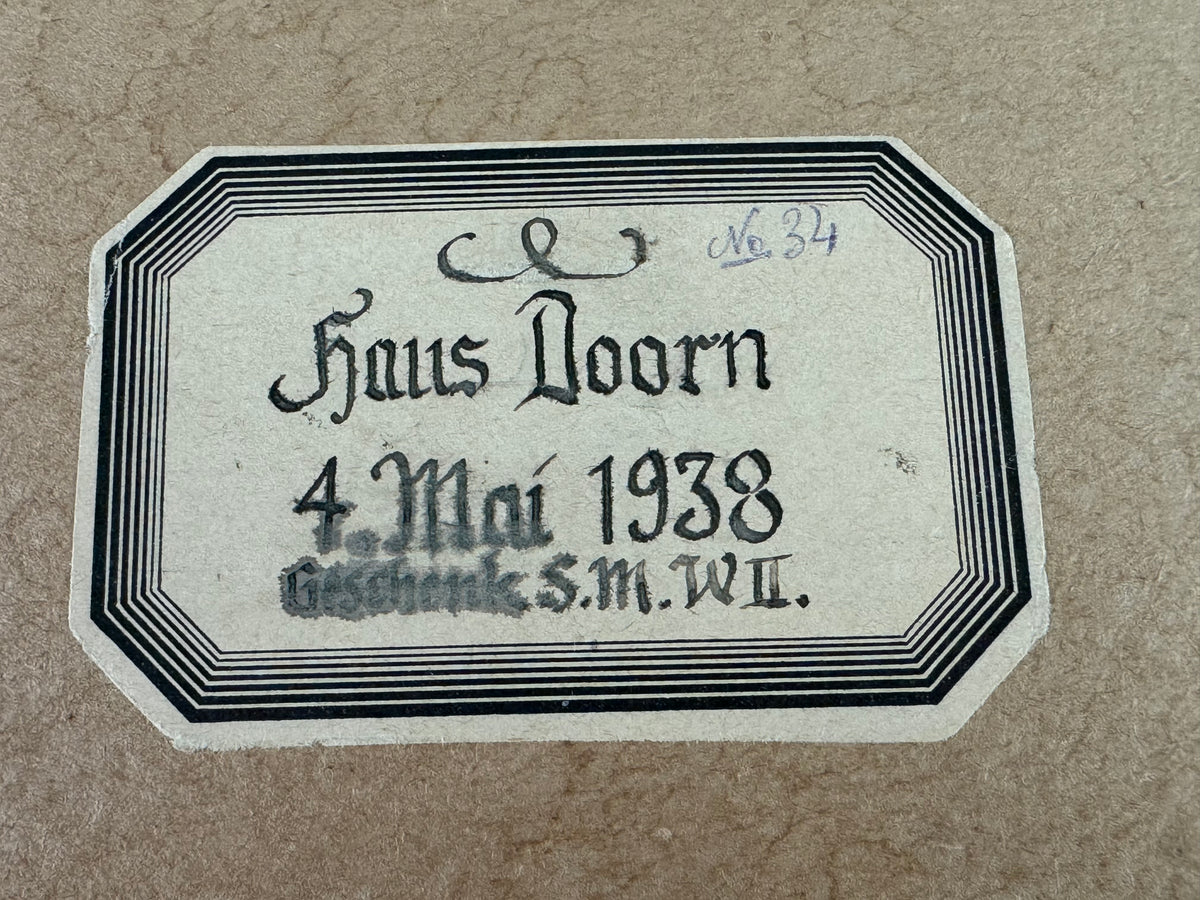 No 34
Haus Doorn
4. Mai 1938
Geschenk S.M. W II.